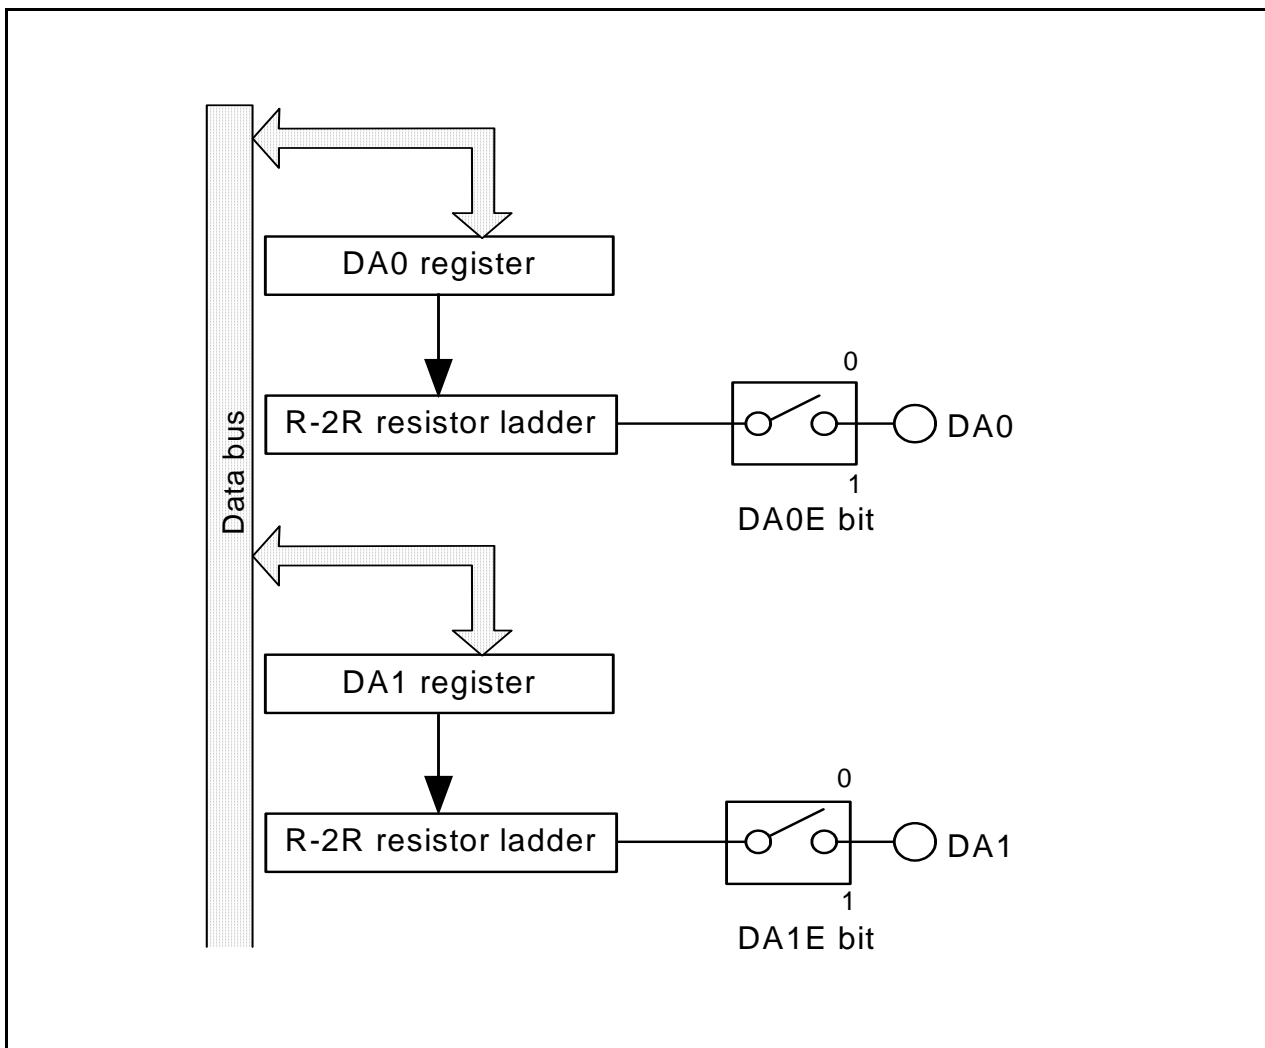 Data bus
DA0 register
R-2R resistor ladder
0
1
DA0E bit
DA0
DA1 register
R-2R resistor ladder
0
1
DA1E bit
DA1